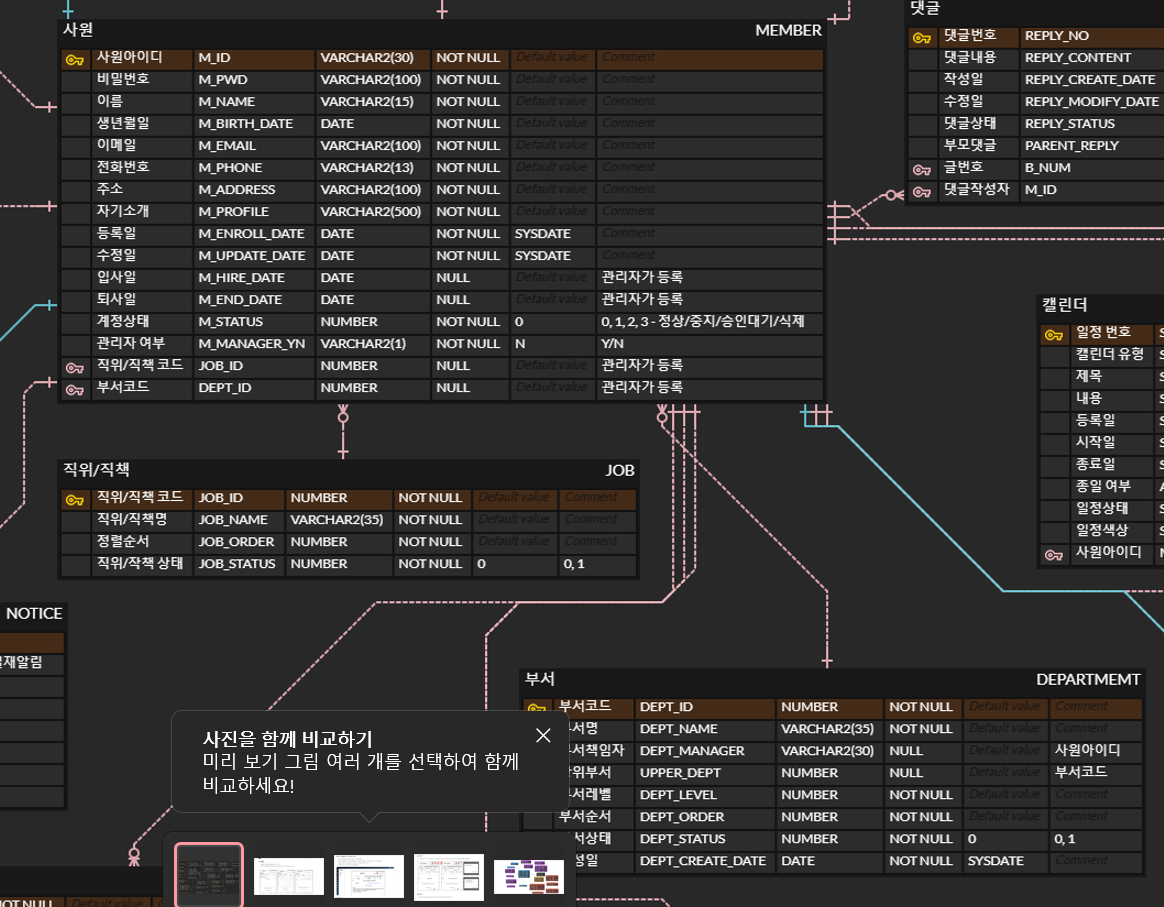 사원 MEMBER
사원아이디 M_ID VARCHAR2(30) NOT NULL Default value Comment
비밀번호 M_PWD VARCHAR2(100) NOT NULL Default value Comment
이름 M_NAME VARCHAR2(15) NOT NULL Default value Comment
생년월일 M_BIRTH_DATE DATE NOT NULL Default value Comment
이메일 M_EMAIL VARCHAR2(100) NOT NULL Default value Comment
전화번호 M_PHONE VARCHAR2(13) NOT NULL Default value Comment
주소 M_ADDRESS VARCHAR2(100) NOT NULL Default value Comment
자기소개 M_PROFILE VARCHAR2(500) NOT NULL Default value Comment
등록일 M_ENROLL_DATE DATE NOT NULL SYSDATE Comment
수정일 M_UPDATE_DATE DATE NOT NULL SYSDATE Comment
입사일 M_HIRE_DATE DATE NULL Default value 관리자가 등록
퇴사일 M_END_DATE DATE NULL Default value 관리자가 등록
계정상태 M_STATUS NUMBER NOT NULL 0 0, 1, 2, 3 - 정상/중지/승인대기/삭제
관리자 여부 M_MANAGER_YN VARCHAR2(1) NOT NULL N Y/N
직위/직책 코드 JOB_ID NUMBER NULL Default value 관리자가 등록
부서코드 DEPT_ID NUMBER NULL Default value 관리자가 등록
댓글
댓글번호 REPLY_NO
댓글내용 REPLY_CONTENT
작성일 REPLY_CREATE_DATE
수정일 REPLY_MODIFY_DATE
댓글상태 REPLY_STATUS
부모댓글 PARENT_REPLY
글번호 B_NUM
댓글작성자 M_ID
캘린더
일정 번호
캘린더 유형
제목
내용
등록일
시작일
종료일
종일 여부
일정상태
일정색상
사원아이디
직위/직책 JOB
직위/직책 코드 JOB_ID NUMBER NOT NULL Default value Comment
직위/직책명 JOB_NAME VARCHAR2(35) NOT NULL Default value Comment
정렬순서 JOB_ORDER NUMBER NOT NULL Default value Comment
직위/작책 상태 JOB_STATUS NUMBER NOT NULL 0 0, 1
NOTICE
재알림
부서 DEPARTMEMT
부서코드 DEPT_ID NUMBER NOT NULL Default value Comment
서명 DEPT_NAME VARCHAR2(35) NOT NULL Default value Comment
서책임자 DEPT_MANAGER VARCHAR2(30) NULL Default value 사원아이디
위부서 UPPER_DEPT NUMBER NULL Default value 부서코드
서레벨 DEPT_LEVEL NUMBER NOT NULL Default value Comment
서순서 DEPT_ORDER NUMBER NOT NULL Default value Comment
서상태 DEPT_STATUS NUMBER NOT NULL 0 0, 1
성일 DEPT_CREATE_DATE DATE NOT NULL SYSDATE Comment
사진을 함께 비교하기
미리 보기 그림 여러 개를 선택하여 함께
비교하세요!
NOT NULL Default value